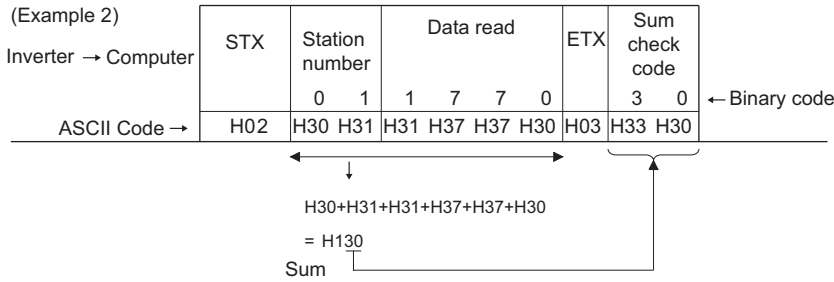 (Example 2)
Inverter → Computer
STX
Station
number
Data read
ETX
Sum
check
code
0 1 1 7 7 0 3 0 ← Binary code
ASCII Code → H02 H30 H31 H31 H37 H37 H30 H03 H33 H30
H30+H31+H31+H37+H37+H30
= H130
Sum